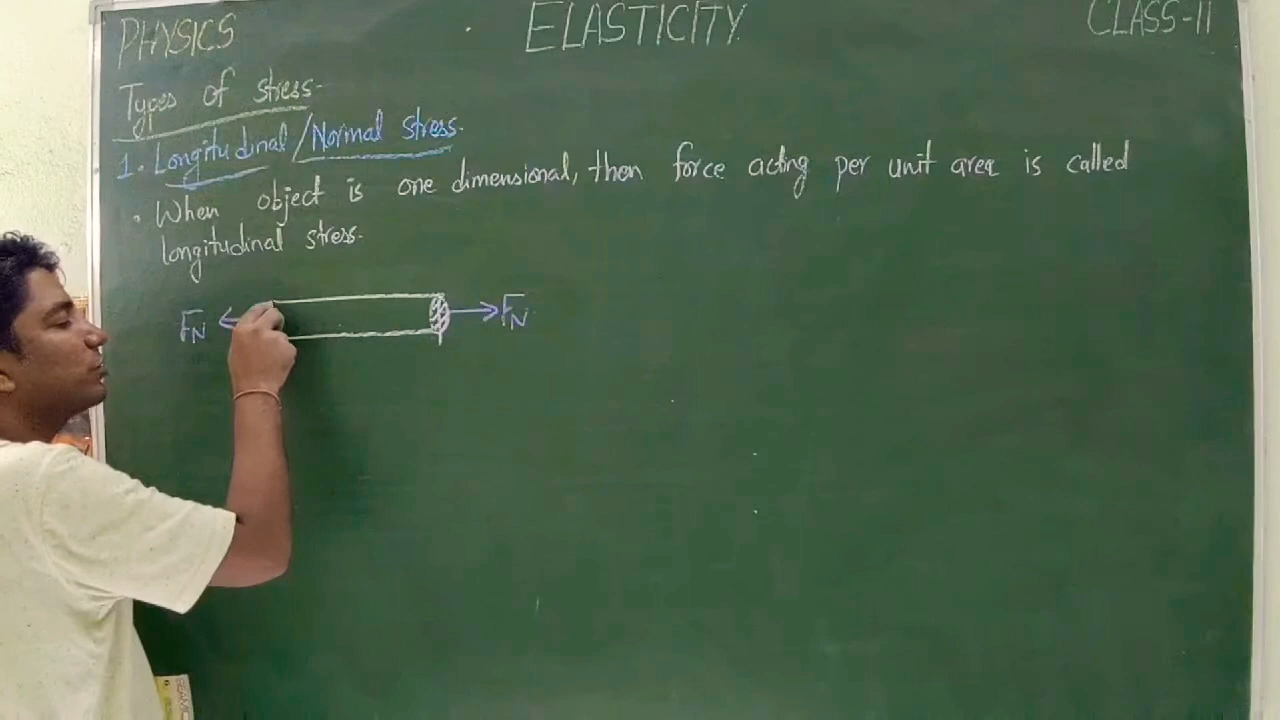 PHYSICS
ELASTICITY
CLASS-11
Types of stress-
1. Longitudinal / Normal stress.
• When object is one dimensional, then force acting per unit area is called
longitudinal stress.
FN
FN